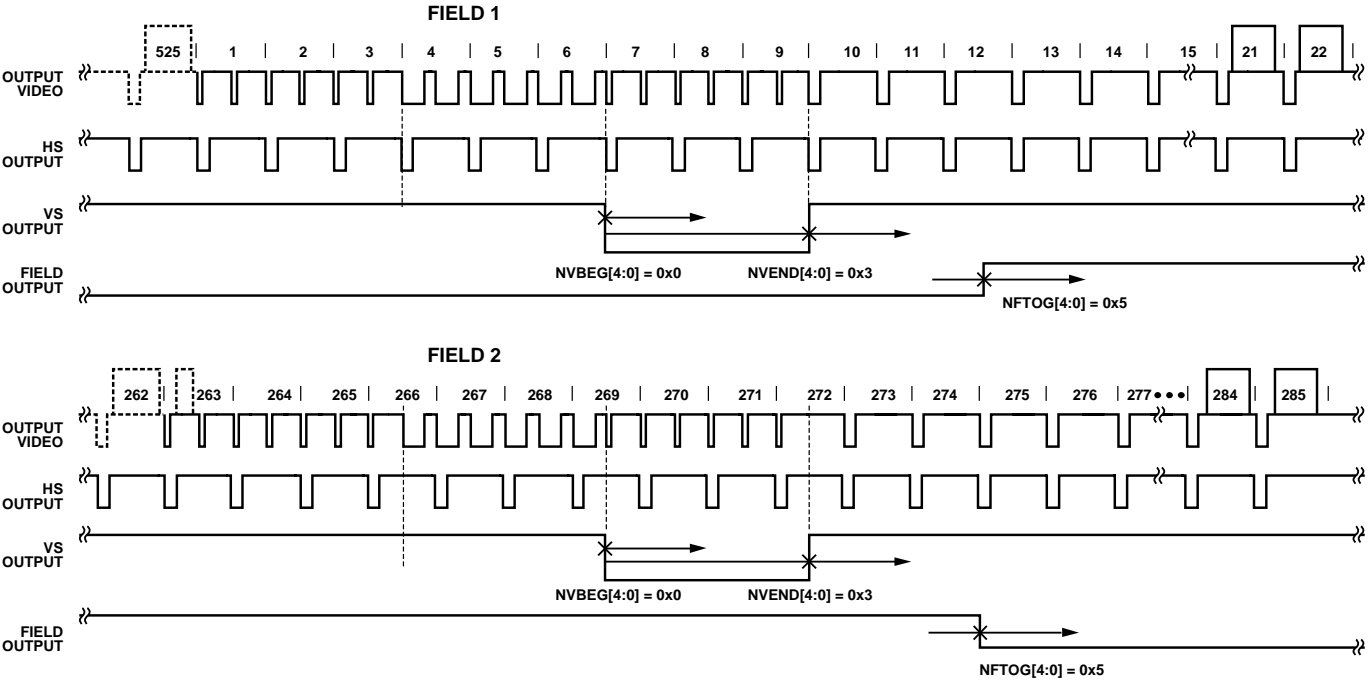 FIELD 1
525 1 2 3 4 5 6 7 8 9 10 11 12 13 14 15 21 22
OUTPUT
VIDEO
HS
OUTPUT
VS
OUTPUT
NVBEG[4:0] = 0x0 NVEND[4:0] = 0x3
FIELD
OUTPUT
NFTOG[4:0] = 0x5
FIELD 2
262 263 264 265 266 267 268 269 270 271 272 273 274 275 276 277 284 285
OUTPUT
VIDEO
HS
OUTPUT
VS
OUTPUT
NVBEG[4:0] = 0x0 NVEND[4:0] = 0x3
FIELD
OUTPUT
NFTOG[4:0] = 0x5